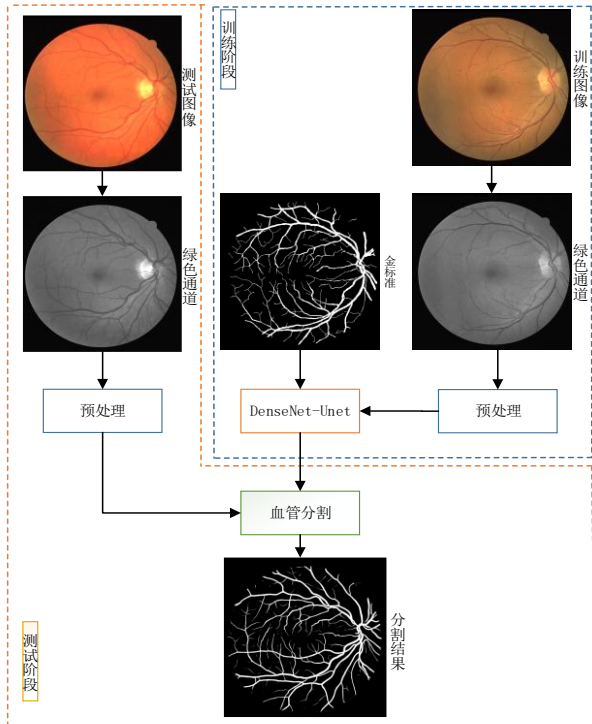 测试图像
训练阶段
训练图像
绿色通道
金标准
绿色通道
预处理
DenseNet-Unet
预处理
血管分割
分割结果
测试阶段